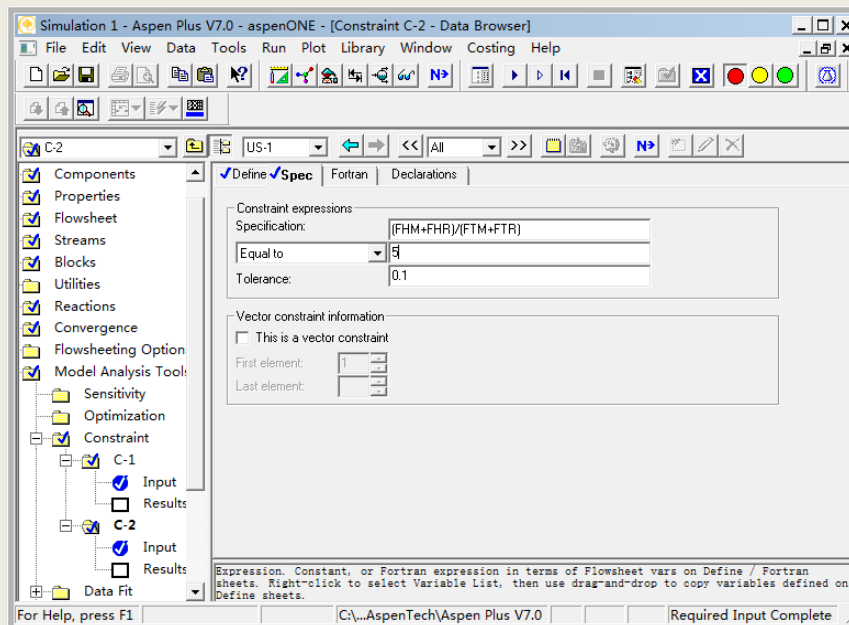 Simulation 1 - Aspen Plus V7.0 - aspenONE - [Constraint C-2 - Data Browser]
File Edit View Data Tools Run Plot Library Window Costing Help
N>
C-2 US-1 << All >> N>
Components
Properties
Flowsheet
Streams
Blocks
Utilities
Reactions
Convergence
Flowsheeting Option
Model Analysis Tools
Sensitivity
Optimization
Constraint
C-1
Input
Results
C-2
Input
Results
Data Fit
Define Spec Fortran Declarations
Constraint expressions
Specification: (FHM+FHR)/(FTM+FTR)
Equal to 5
Tolerance: 0.1
Vector constraint information
This is a vector constraint
First element: 1
Last element:
Expression. Constant, or Fortran expression in terms of Flowsheet vars on Define / Fortran
sheets. Right-click to select Variable List, then use drag-and-drop to copy variables defined on
Define sheets.
For Help, press F1 C:\...AspenTech\Aspen Plus V7.0 Required Input Complete